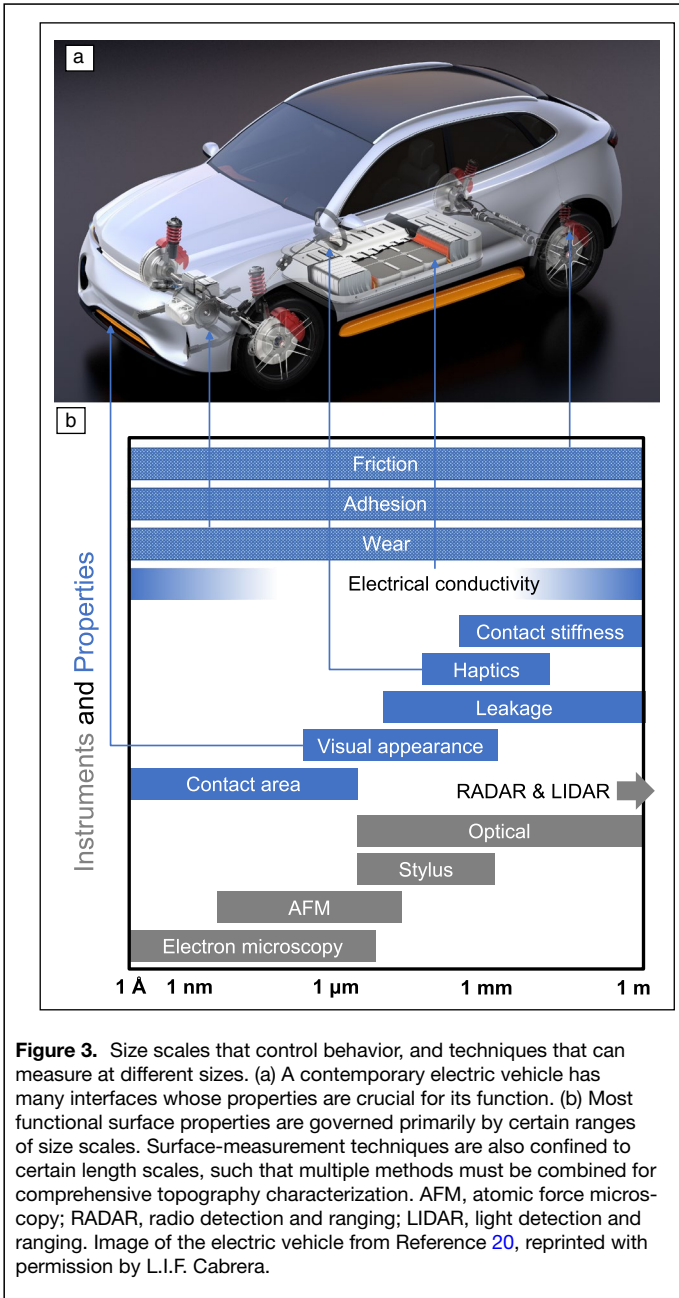 a
b
Friction
Adhesion
Wear
Electrical conductivity
Contact stiffness
Haptics
Leakage
Visual appearance
Contact area
RADAR & LIDAR
Optical
Stylus
AFM
Electron microscopy
Instruments and Properties
1 Å 1 nm 1 µm 1 mm 1 m
Figure 3. Size scales that control behavior, and techniques that can
measure at different sizes. (a) A contemporary electric vehicle has
many interfaces whose properties are crucial for its function. (b) Most
functional surface properties are governed primarily by certain ranges
of size scales. Surface-measurement techniques are also confined to
certain length scales, such that multiple methods must be combined for
comprehensive topography characterization. AFM, atomic force micros-
copy; RADAR, radio detection and ranging; LIDAR, light detection and
ranging. Image of the electric vehicle from Reference 20, reprinted with
permission by L.I.F. Cabrera.